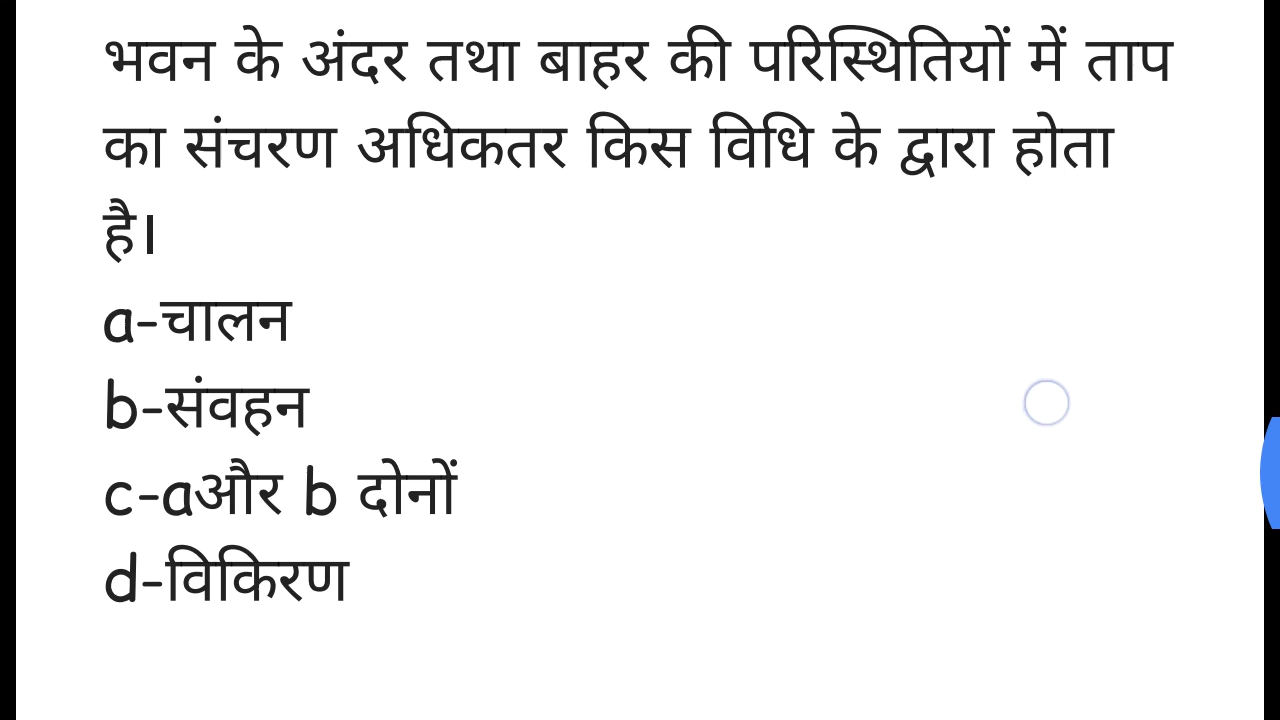 भवन के अंदर तथा बाहर की परिस्थितियों में ताप
का संचरण अधिकतर किस विधि के द्वारा होता
है।
a-चालन
b-संवहन
c-aऔर b दोनों
d-विकिरण